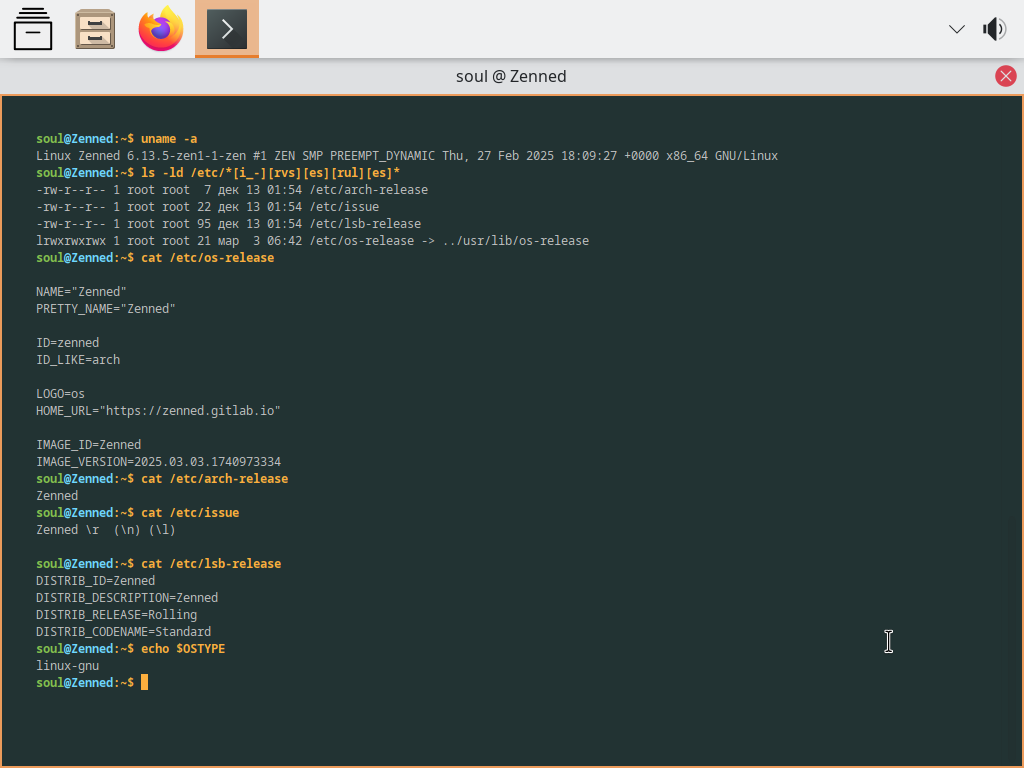 soul @ Zenned
soul@Zenned:~$ uname -a
Linux Zenned 6.13.5-zen1-1-zen #1 ZEN SMP PREEMPT_DYNAMIC Thu, 27 Feb 2025 18:09:27 +0000 x86_64 GNU/Linux
soul@Zenned:~$ ls -ld /etc/*[i_-][rvs][es][rul][es]*
-rw-r--r-- 1 root root  7 дек 13 01:54 /etc/arch-release
-rw-r--r-- 1 root root 22 дек 13 01:54 /etc/issue
-rw-r--r-- 1 root root 95 дек 13 01:54 /etc/lsb-release
lrwxrwxrwx 1 root root 21 мар  3 06:42 /etc/os-release -> ../usr/lib/os-release
soul@Zenned:~$ cat /etc/os-release
NAME="Zenned"
PRETTY_NAME="Zenned"
ID=zenned
ID_LIKE=arch
LOGO=os
HOME_URL="https://zenned.gitlab.io"
IMAGE_ID=Zenned
IMAGE_VERSION=2025.03.03.1740973334
soul@Zenned:~$ cat /etc/arch-release
Zenned
soul@Zenned:~$ cat /etc/issue
Zenned \r  (\n) (\l)
soul@Zenned:~$ cat /etc/lsb-release
DISTRIB_ID=Zenned
DISTRIB_DESCRIPTION=Zenned
DISTRIB_RELEASE=Rolling
DISTRIB_CODENAME=Standard
soul@Zenned:~$ echo $OSTYPE
linux-gnu
soul@Zenned:~$